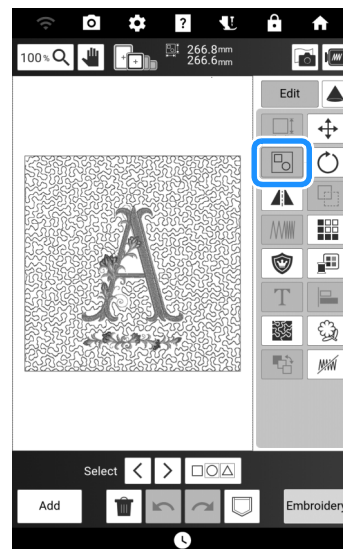 ?
100 %
266.8mm
266.6mm
Edit
T
A
Select
Add
Embroidery